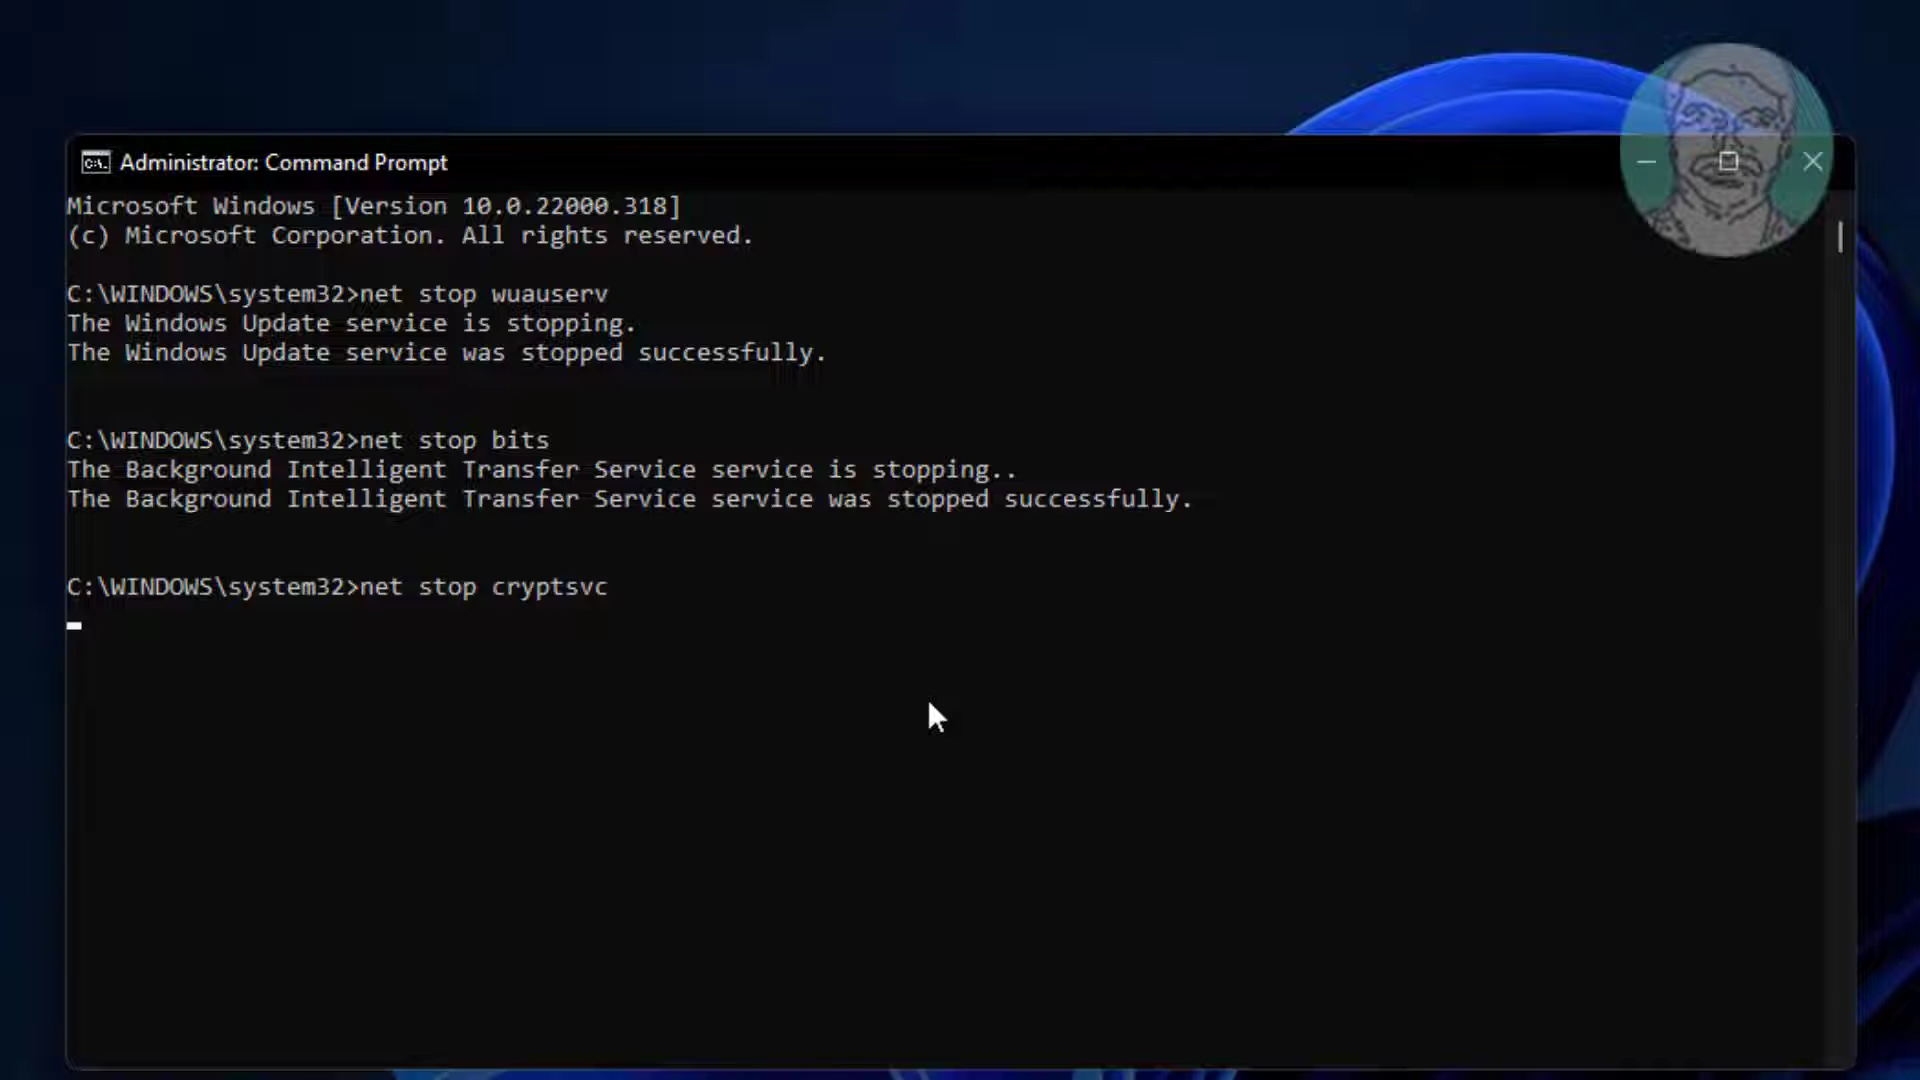 Administrator: Command Prompt
Microsoft Windows [Version 10.0.22000.318]
(c) Microsoft Corporation. All rights reserved.
C:\WINDOWS\system32>net stop wuauserv
The Windows Update service is stopping.
The Windows Update service was stopped successfully.
C:\WINDOWS\system32>net stop bits
The Background Intelligent Transfer Service service is stopping..
The Background Intelligent Transfer Service service was stopped successfully.
C:\WINDOWS\system32>net stop cryptsvc